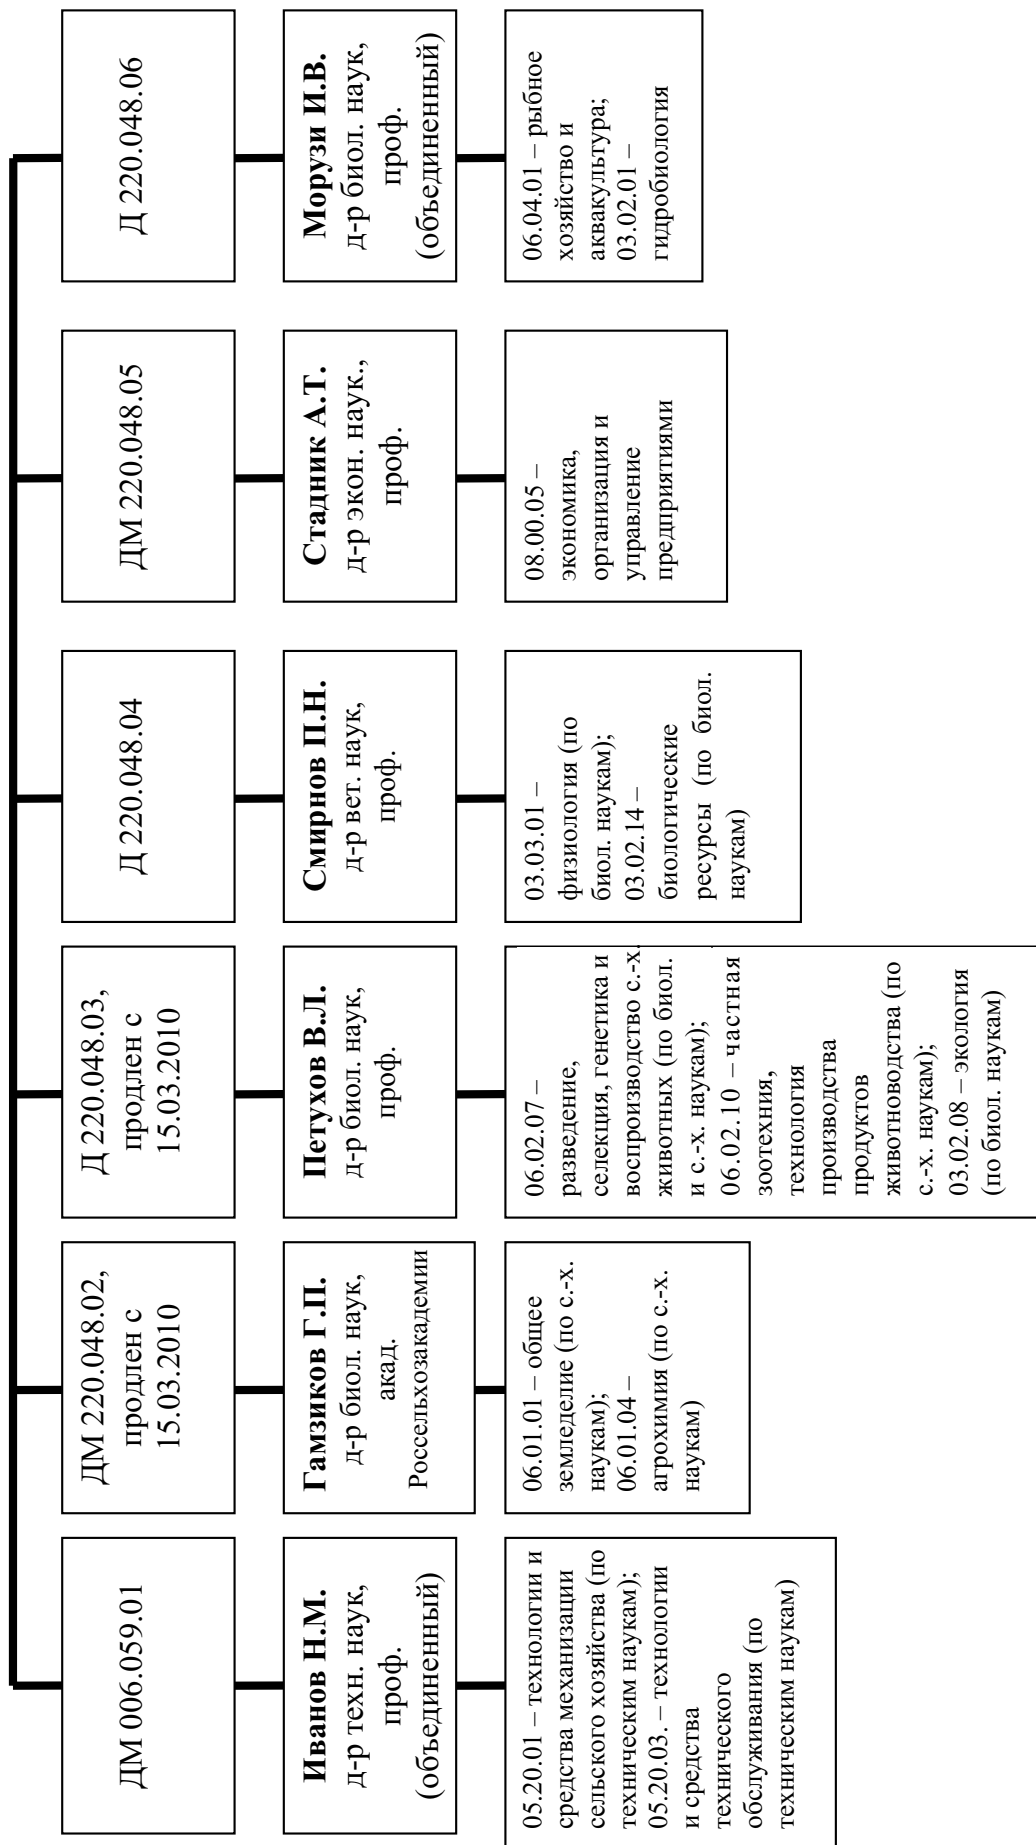 ДМ 006.059.01
Иванов Н.М.
д-р техн. наук,
проф.
(объединенный)
05.20.01 – технологии и
средства механизации
сельского хозяйства (по
техническим наукам);
05.20.03. – технологии
и средства
технического
обслуживания (по
техническим наукам)
ДМ 220.048.02,
продлен с
15.03.2010
Гамзиков Г.П.
д-р биол. наук,
акад.
Россельхозакадемии
06.01.01 – общее
земледелие (по с.-х.
наукам);
06.01.04 –
агрохимия (по с.-х.
наукам)
Д 220.048.03,
продлен с
15.03.2010
Петухов В.Л.
д-р биол. наук,
проф.
06.02.07 –
разведение,
селекция, генетика и
воспроизводство с.-х.
животных (по биол.
и с.-х. наукам);
06.02.10 – частная
зоотехния,
технология
производства
продуктов
животноводства (по
с.-х. наукам);
03.02.08 – экология
(по биол. наукам)
Д 220.048.04
Смирнов П.Н.
д-р вет. наук,
проф.
03.03.01 –
физиология (по
биол. наукам);
03.02.14 –
биологические
ресурсы (по биол.
наукам)
ДМ 220.048.05
Стадник А.Т.
д-р экон. наук.,
проф.
08.00.05 –
экономика,
организация и
управление
предприятиями
Д 220.048.06
Морузи И.В.
д-р биол. наук,
проф.
(объединенный)
06.04.01 – рыбное
хозяйство и
аквакультура;
03.02.01 –
гидробиология